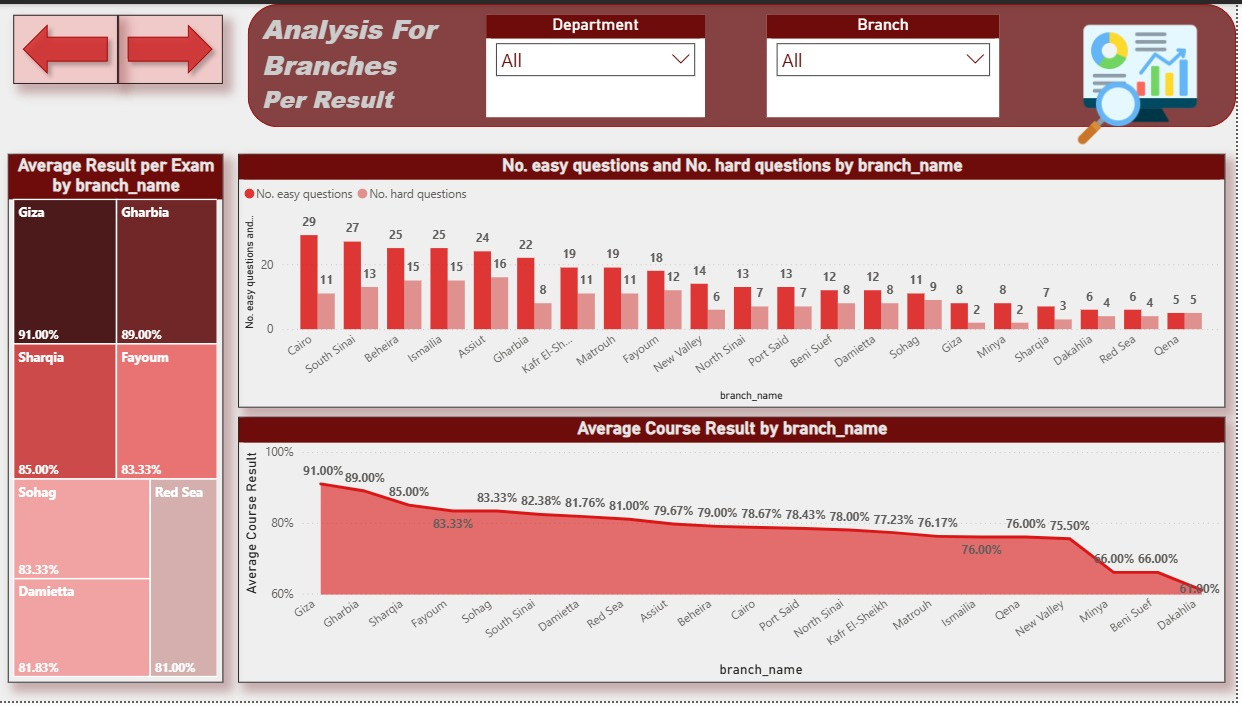 Analysis For
Branches
Per Result
Department
All
Branch
All
Average Result per Exam
by branch_name
Giza
91.00%
Gharbia
89.00%
Sharqia
85.00%
Fayoum
83.33%
Sohag
83.33%
Red Sea
81.00%
Damietta
81.83%
No. easy questions and No. hard questions by branch_name
No. easy questions No. hard questions
No. easy questions and...
20
0
29 11 27 13 25 15 25 15 24 16 22 8 19 11 19 11 18 12 14 6 13 7 13 7 12 8 12 8 11 9 8 2 8 2 7 3 6 4 6 4 5 5
Cairo South Sinai Beheira Ismailia Assiut Gharbia Kafr El-Sh... Matrouh Fayoum New Valley North Sinai Port Said Beni Suef Damietta Sohag Giza Minya Sharqia Dakahlia Red Sea Qena
branch_name
Average Course Result by branch_name
Average Course Result
100%
80%
60%
91.00% 89.00% 85.00% 83.33% 83.33% 82.38% 81.76% 81.00% 79.67% 79.00% 78.67% 78.43% 78.00% 77.23% 76.17% 76.00% 76.00% 75.50% 66.00% 66.00% 61.00%
Giza Gharbia Sharqia Fayoum Sohag South Sinai Damietta Red Sea Assiut Beheira Cairo Port Said North Sinai Kafr El-Sheikh Matrouh Ismailia Qena New Valley Minya Beni Suef Dakahlia
branch_name